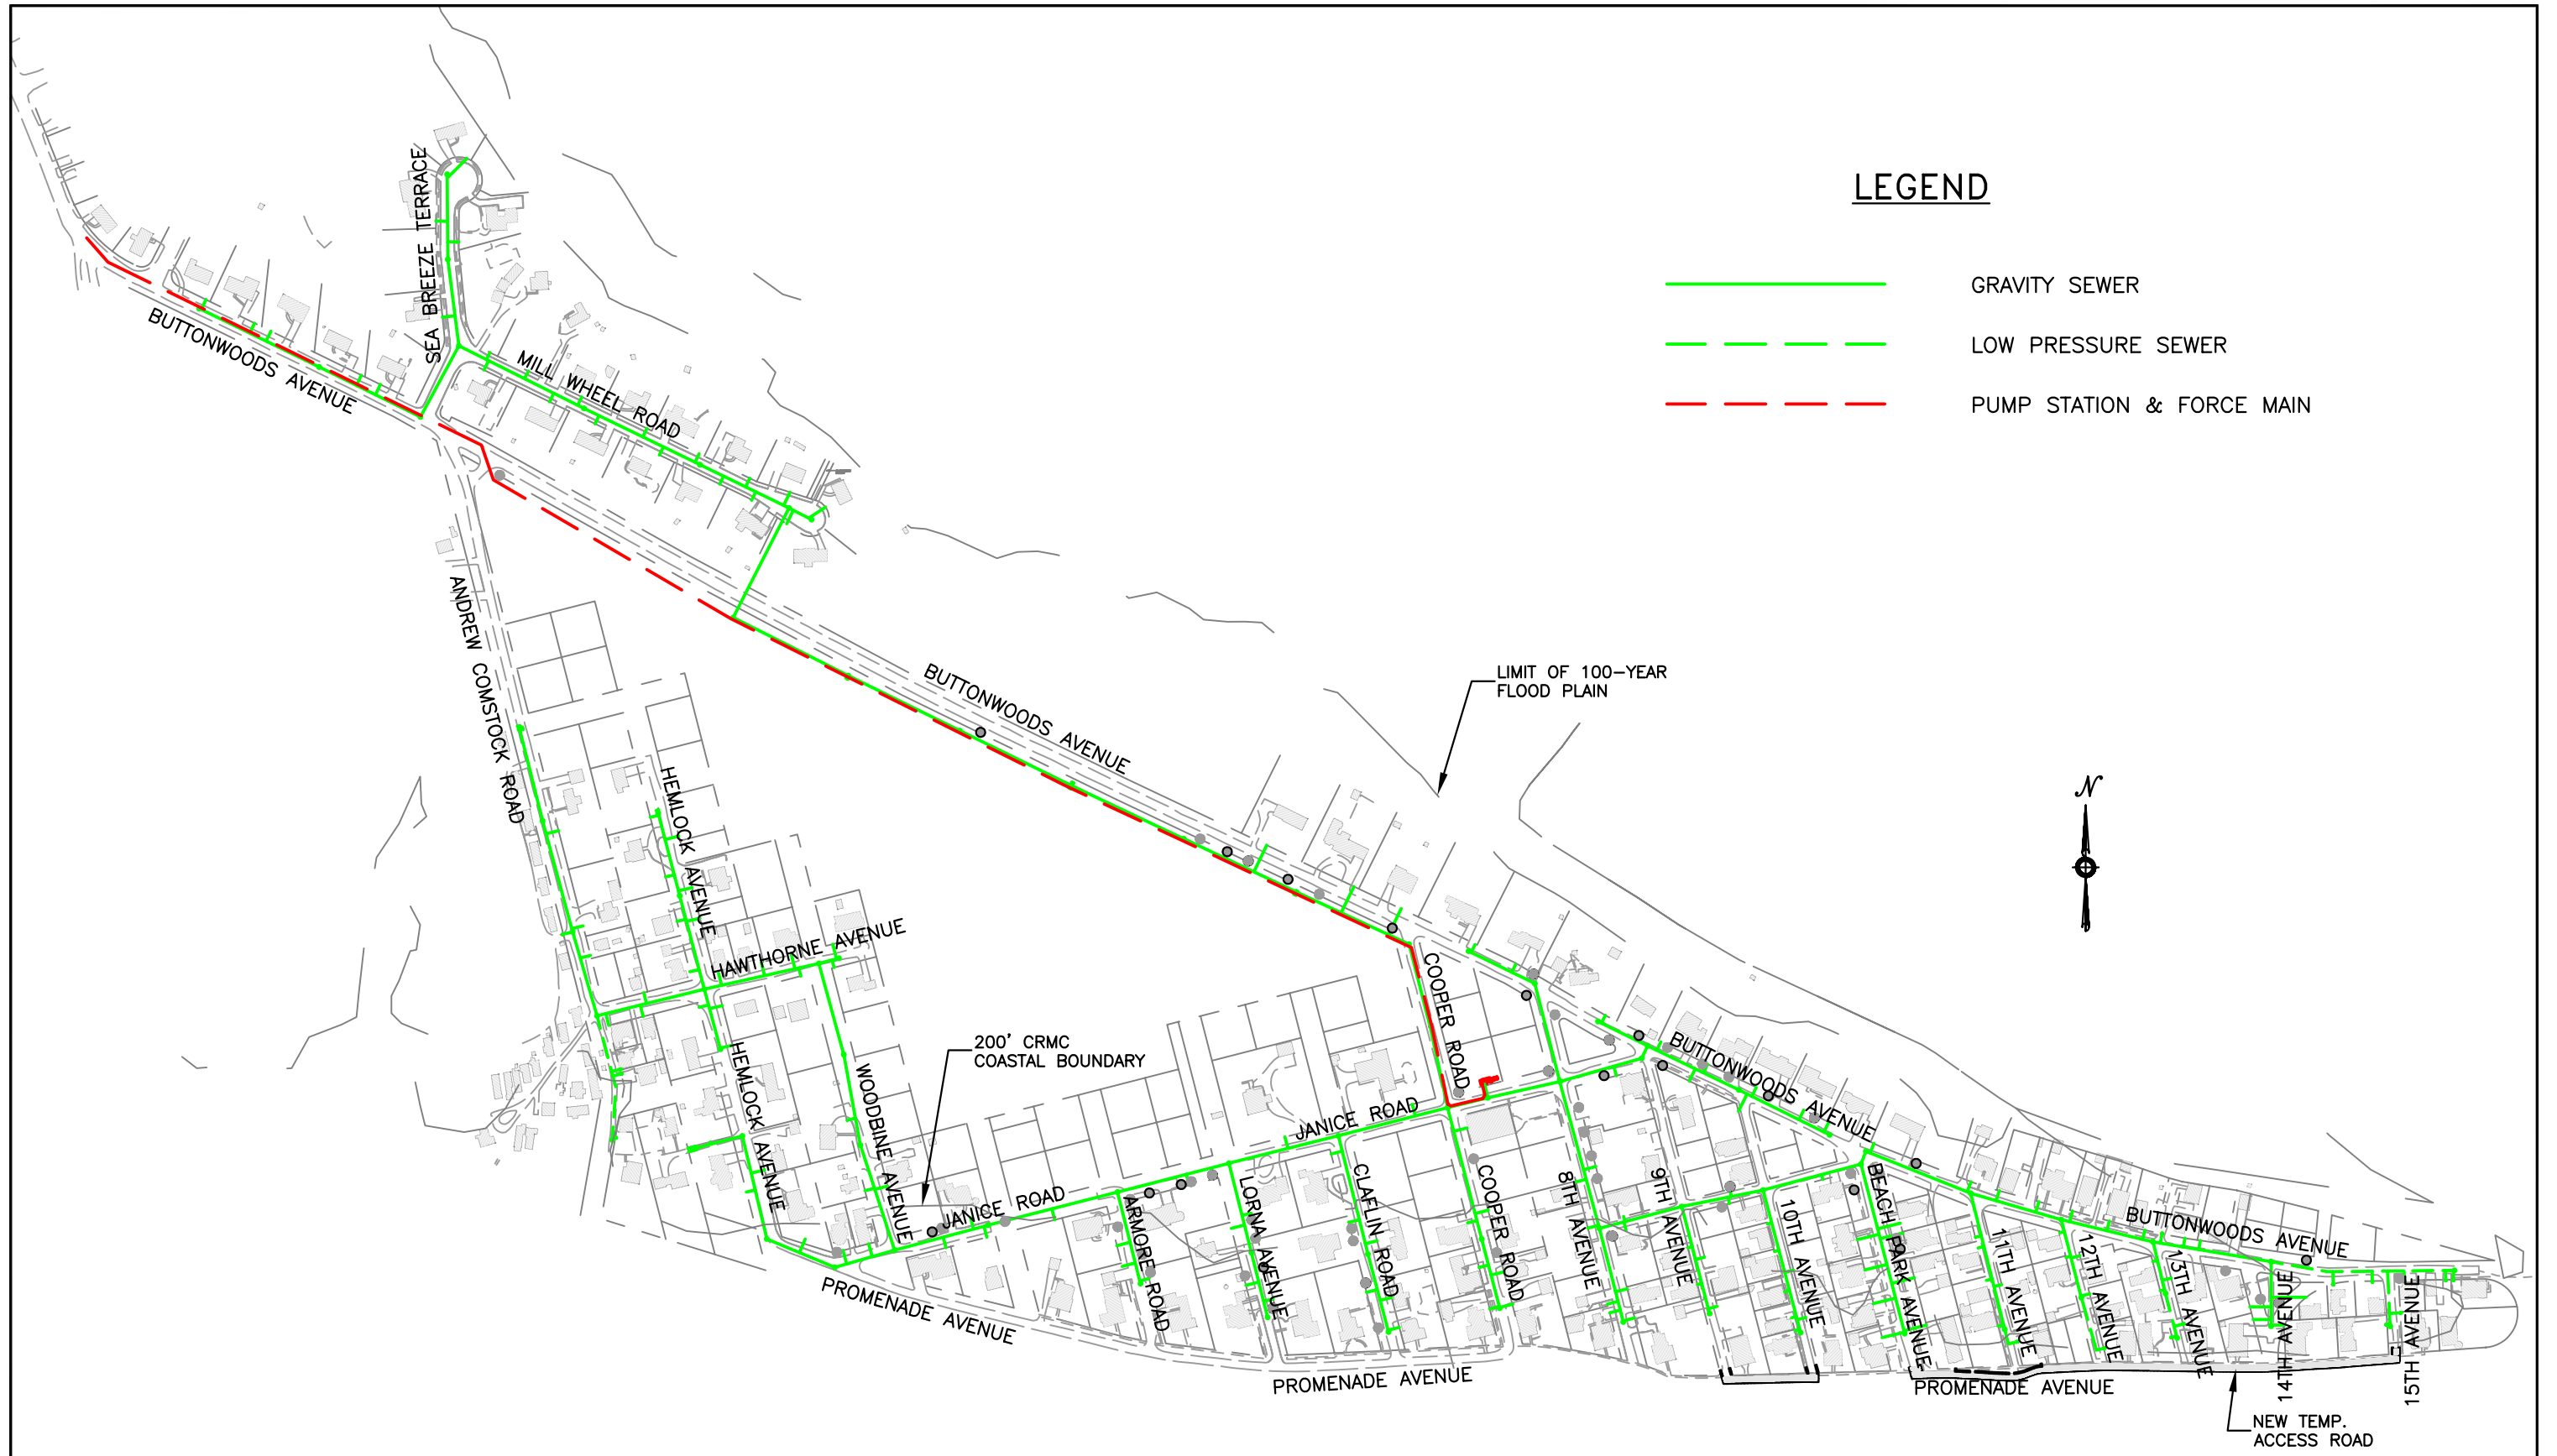 LEGEND
GRAVITY SEWER
LOW PRESSURE SEWER
PUMP STATION & FORCE MAIN
SEA BREEZE TERRACE
BUTTONWOODS AVENUE
MILL WHEEL ROAD
ANDREW COMSTOCK ROAD
BUTTONWOODS AVENUE
LIMIT OF 100-YEAR
FLOOD PLAIN
N
HEMLOCK AVENUE
HAWTHORNE AVENUE
COOPER ROAD
200' CRMC
COASTAL BOUNDARY
HEMLOCK AVENUE
WOODBINE AVENUE
BUTTONWOODS AVENUE
JANICE ROAD
JANICE ROAD
ARMORE ROAD
LORNA AVENUE
CLAFLIN ROAD
COOPER ROAD
8TH AVENUE
9TH AVENUE
10TH AVENUE
BEACH PARK AVENUE
11TH AVENUE
12TH AVENUE
13TH AVENUE
BUTTONWOODS AVENUE
14TH AVENUE
15TH AVENUE
PROMENADE AVENUE
PROMENADE AVENUE
PROMENADE AVENUE
NEW TEMP.
ACCESS ROAD